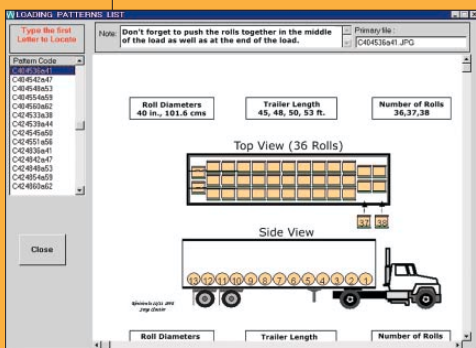 LOADING PATTERNS LIST
Type the first
Letter to Locate
Note:
Don't forget to push the rolls together in the middle
of the load as well as at the end of the load.
Primary file :
C404536a41.JPG
Pattern Code
C404536a41
C404542a47
C404548a53
C404554a59
C404560a62
C424533a38
C424539a44
C424545a50
C424551a56
C424836a41
C424842a47
C424848a53
C424854a59
C424860a62
Close
Roll Diameters
40 in., 101.6 cms
Trailer Length
45, 48, 50, 53 ft.
Number of Rolls
36,37,38
Top View (36 Rolls)
37 38
Side View
13 12 11 10 9 8 7 6 5 4 3 2 1
Roll Diameters
Trailer Length
Number of Rolls